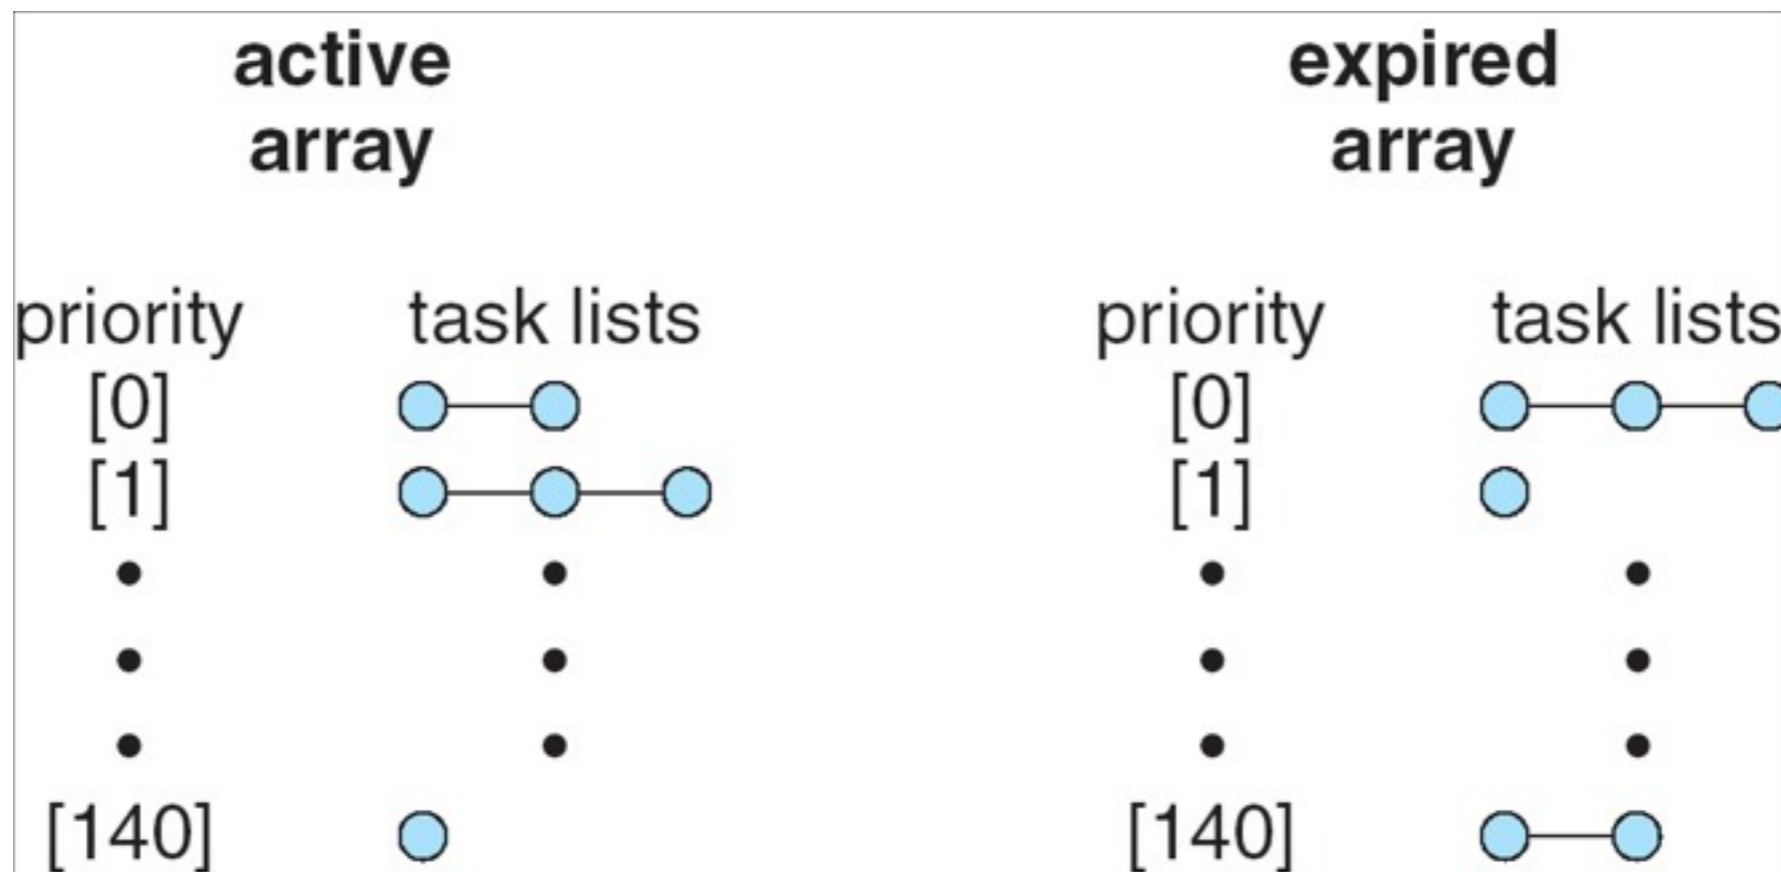 active
array
priority task lists
[0]
[1]
[140]
expired
array
priority task lists
[0]
[1]
[140]